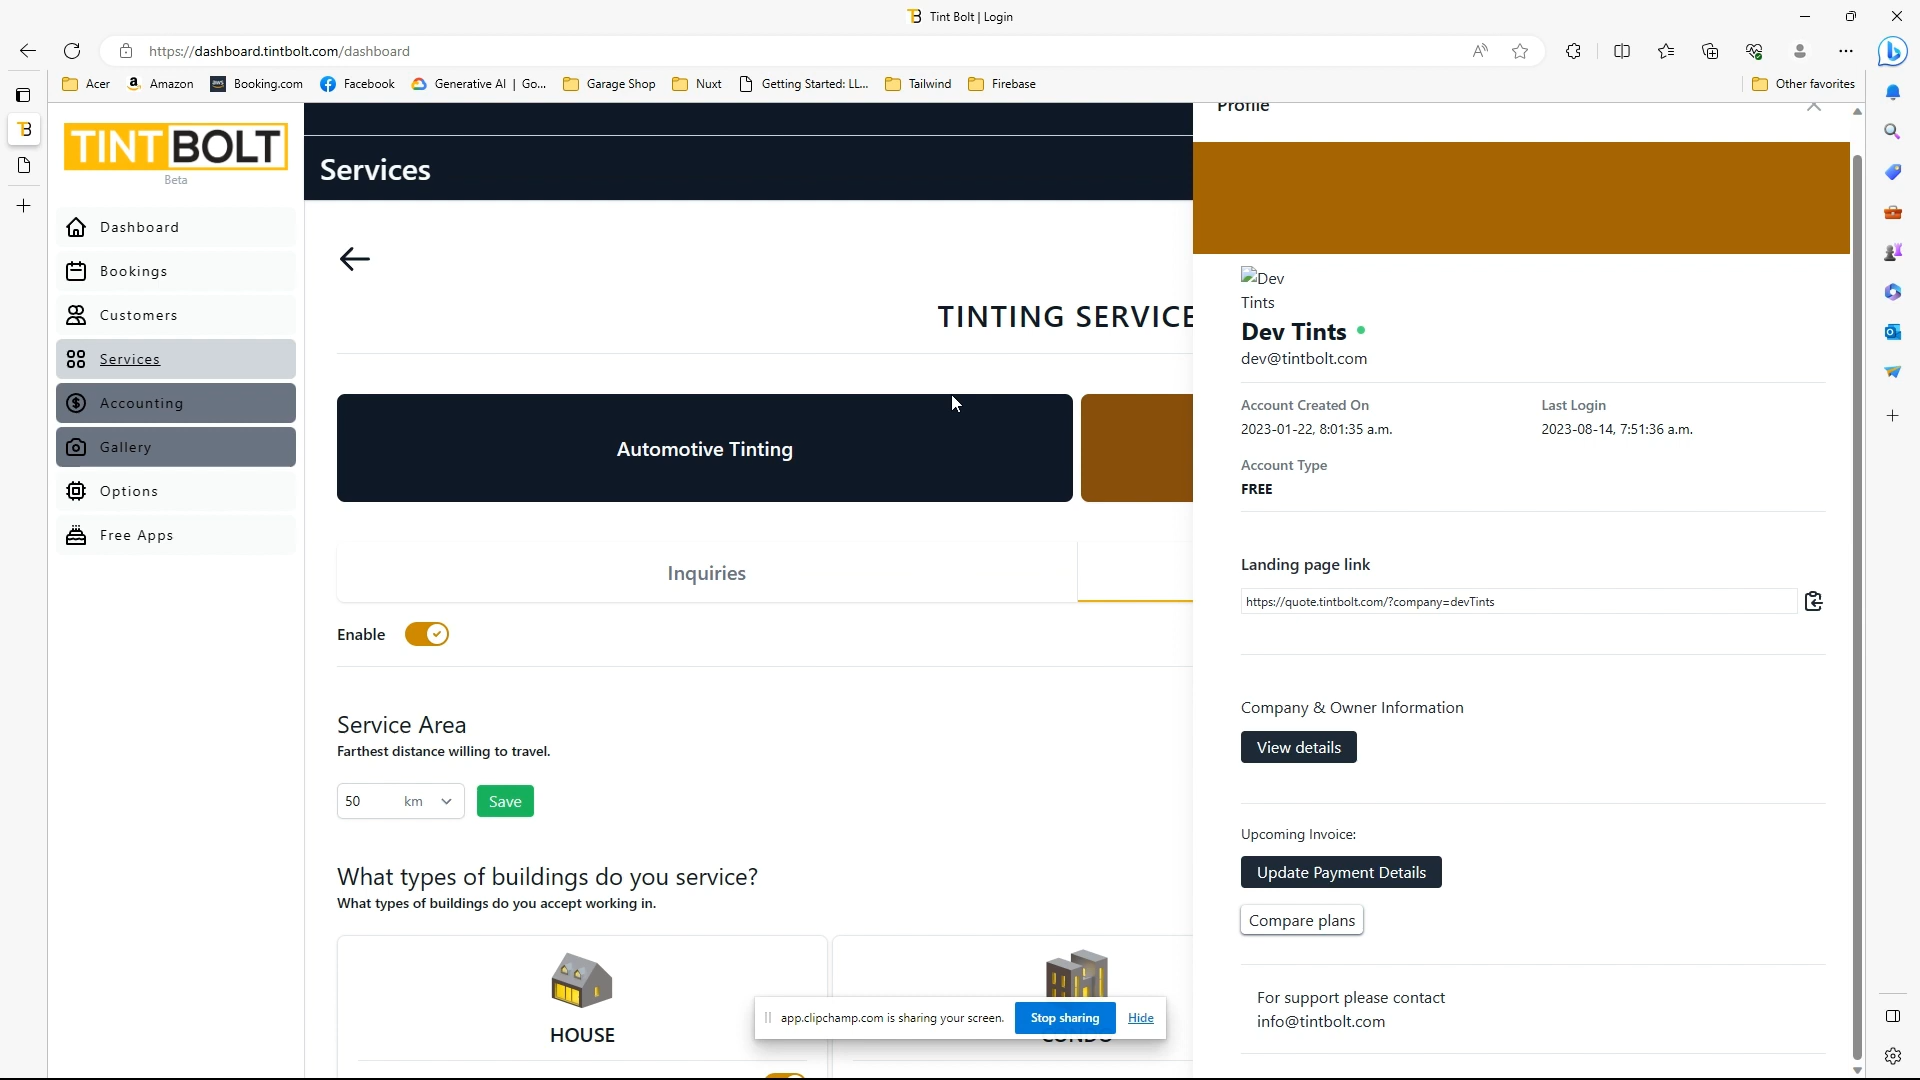 Tint Bolt | Login
https://dashboard.tintbolt.com/dashboard
Acer
Amazon
Booking.com
Facebook
Generative AI | Go...
Garage Shop
Nuxt
Getting Started: LL...
Tailwind
Firebase
Other favorites
TINT BOLT
Beta
Dashboard
Bookings
Customers
Services
Accounting
Gallery
Options
Free Apps
Services
TINTING SERVICE
Automotive Tinting
Inquiries
Enable
Service Area
Farthest distance willing to travel.
50 km
Save
What types of buildings do you service?
What types of buildings do you accept working in.
HOUSE
CONDO
app.clipchamp.com is sharing your screen.
Stop sharing
Hide
Profile
Dev
Tints
Dev Tints
dev@tintbolt.com
Account Created On
2023-01-22, 8:01:35 a.m.
Last Login
2023-08-14, 7:51:36 a.m.
Account Type
FREE
Landing page link
https://quote.tintbolt.com/?company=devTints
Company & Owner Information
View details
Upcoming Invoice:
Update Payment Details
Compare plans
For support please contact
info@tintbolt.com